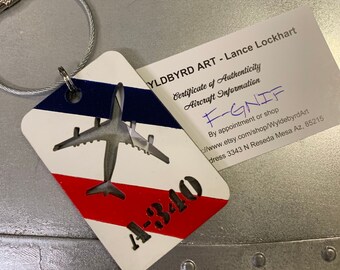 WYLDBYRD ART - Lance Lockhart
Certificate of Authenticity
Aircraft Information
F-GNIF
By appointment or shop
//www.etsy.com/shop/WyldebyrdArt
dress 3343 N Reseda Mesa Az, 85215
A-340